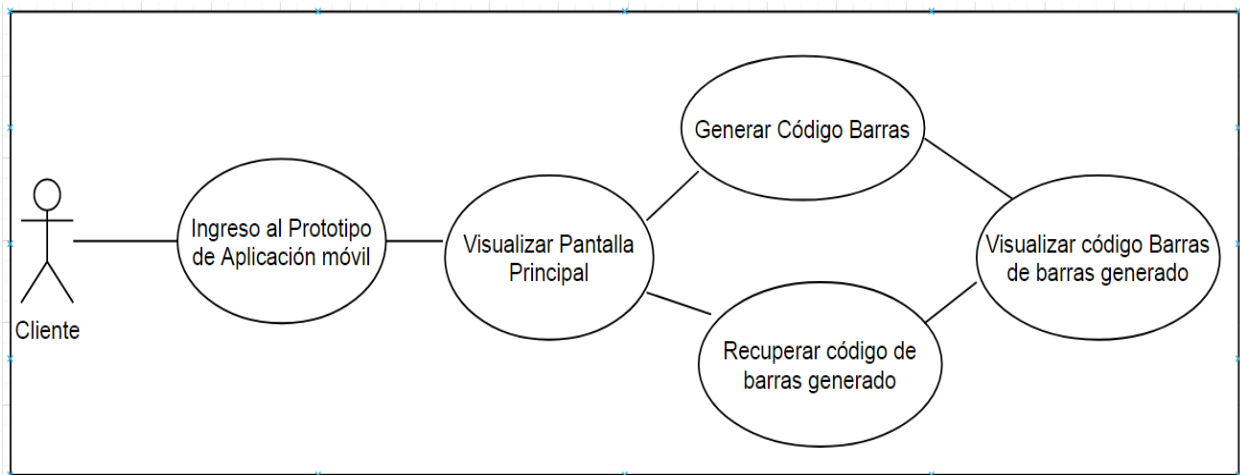 Cliente
Ingreso al Prototipo
de Aplicación móvil
Visualizar Pantalla
Principal
Generar Código Barras
Recuperar código de
barras generado
Visualizar código Barras
de barras generado